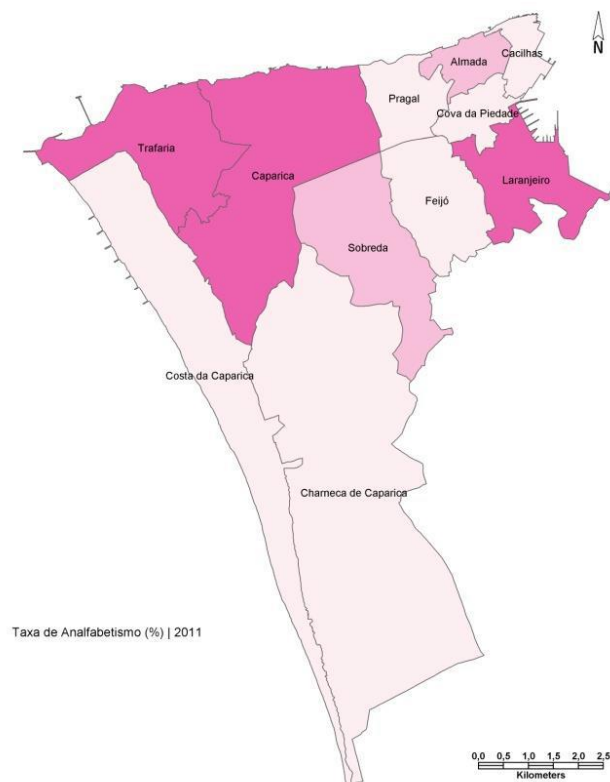 N
Cacilhas
Almada
Pragal
Cova da Piedade
Trafaria
Caparica
Laranjeiro
Feijó
Sobreda
Costa da Caparica
Charneca de Caparica
Taxa de Analfabetismo (%) | 2011
0,0 0,5 1,0 1,5 2,0 2,5
Kilometers